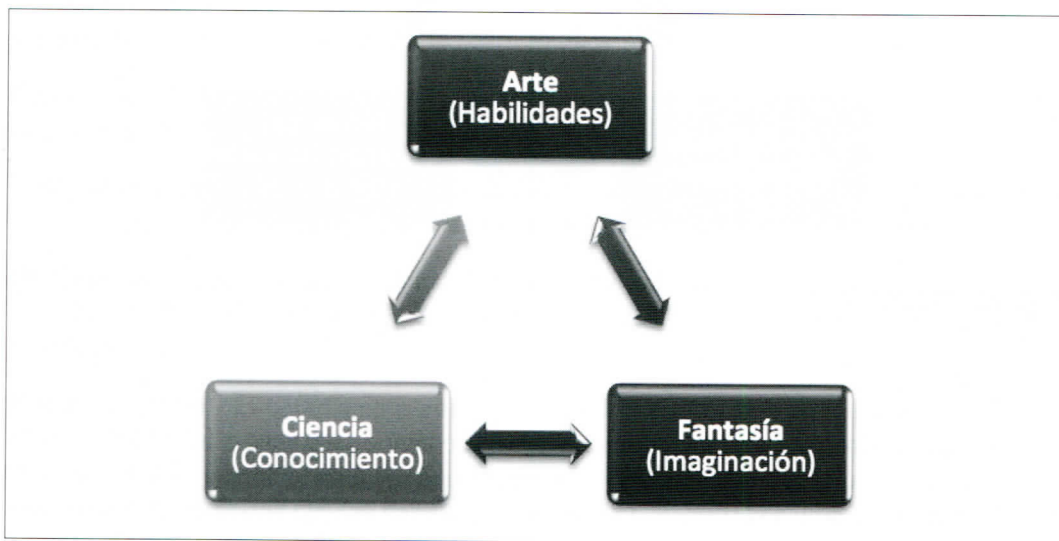 Arte
(Habilidades)
Ciencia
(Conocimiento)
Fantasía
(Imaginación)